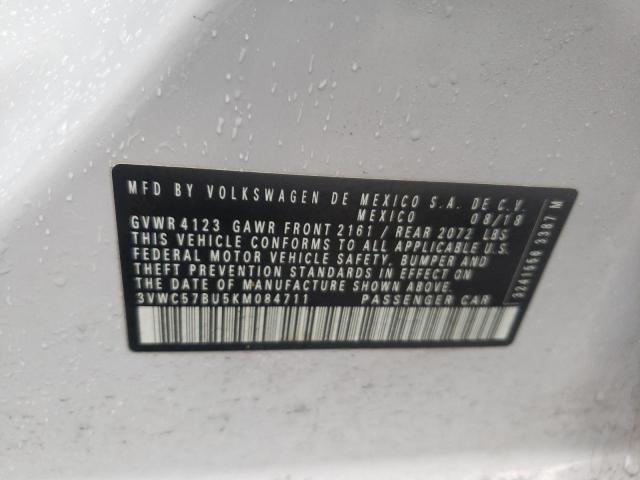 MFD BY VOLKSWAGEN DE MEXICO S.A. DE C.V.
MEXICO 08/18
GVWR 4123 GAWR FRONT 2161 / REAR 2072 LBS
THIS VEHICLE CONFORMS TO ALL APPLICABLE U.S.
FEDERAL MOTOR VEHICLE SAFETY, BUMPER AND
THEFT PREVENTION STANDARDS IN EFFECT ON
THE DATE OF MANUFACTURE SHOWN ABOVE.
3VWC57BU5KM084711 PASSENGER CAR
3241558 3387 M